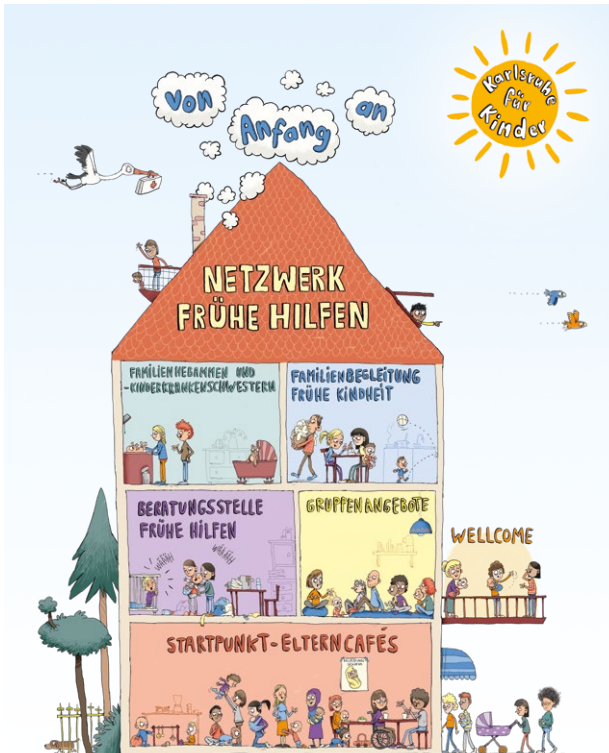 von
Anfang
an
Karlsruhe
für
Kinder
NETZWERK
FRÜHE HILFEN
FAMILIENHEBAMMEN UND
-KINDERKRANKENSCHWESTERN
FAMILIENBEGLEITUNG
FRÜHE KINDHEIT
BERATUNGSSTELLE
FRÜHE HILFEN
GRUPPENANGEBOTE
WELLCOME
STARTPUNKT-ELTERNCAFÉS